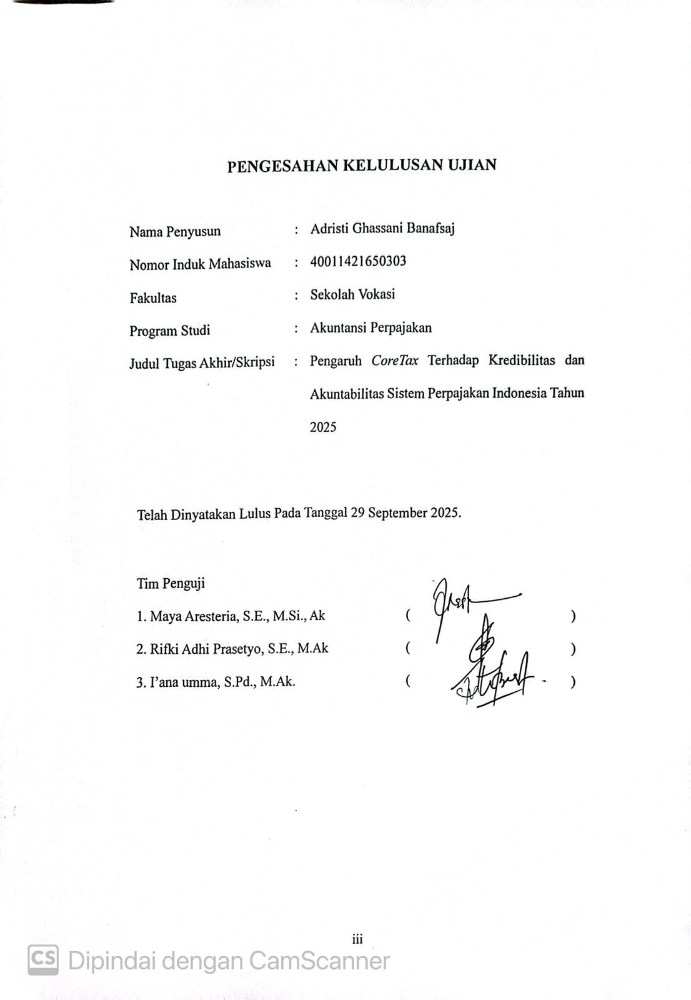 PENGESAHAN KELULUSAN UJIAN
Nama Penyusun : Adristi Ghassani Banafsaj
Nomor Induk Mahasiswa : 40011421650303
Fakultas : Sekolah Vokasi
Program Studi : Akuntansi Perpajakan
Judul Tugas Akhir/Skripsi : Pengaruh CoreTax Terhadap Kredibilitas dan
Akuntabilitas Sistem Perpajakan Indonesia Tahun
2025
Telah Dinyatakan Lulus Pada Tanggal 29 September 2025.
Tim Penguji
1. Maya Aresteria, S.E., M.Si., Ak ( )
2. Rifki Adhi Prasetyo, S.E., M.Ak ( )
3. I’ana umma, S.Pd., M.Ak. ( )
iii
CS Dipindai dengan CamScanner